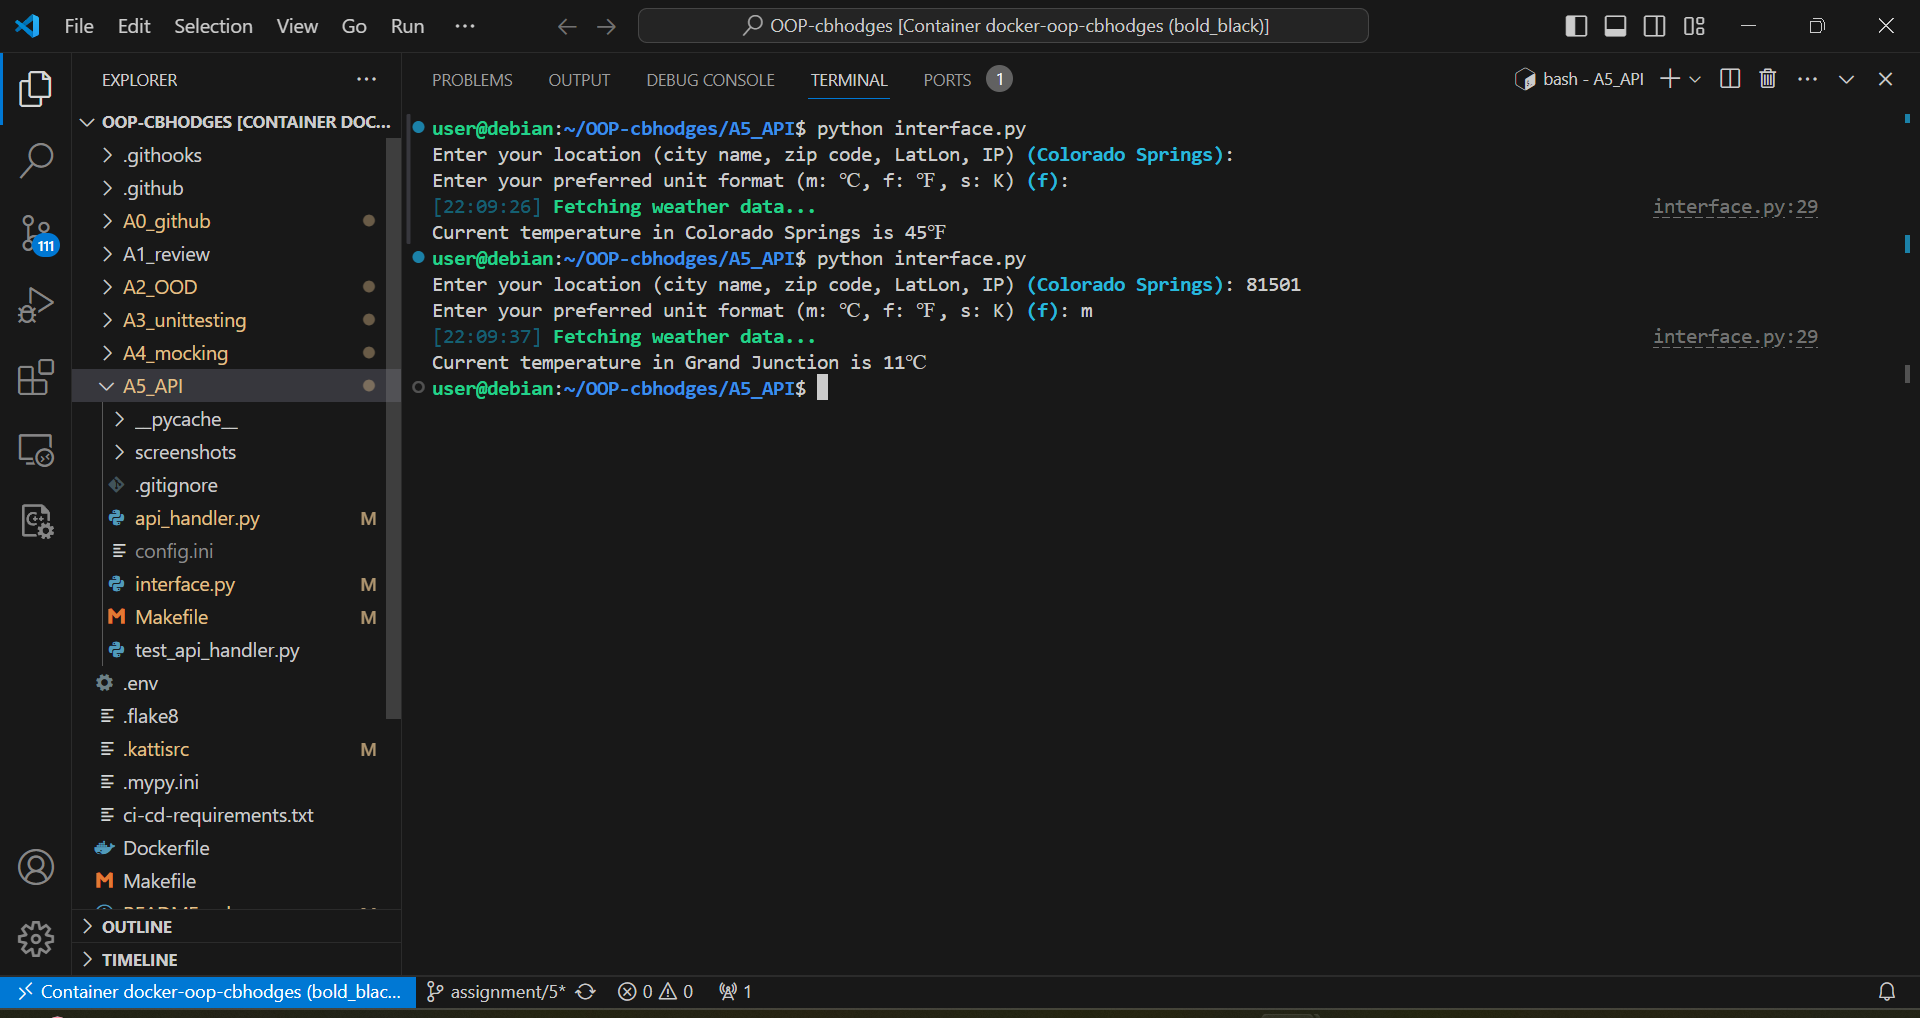 File Edit Selection View Go Run ··· OOP-cbhodges [Container docker-oop-cbhodges (bold_black)]
EXPLORER ···
OOP-CBHODGES [CONTAINER DOC...
.githooks
.github
A0_github
A1_review
A2_OOD
A3_unittesting
A4_mocking
A5_API
__pycache__
screenshots
.gitignore
api_handler.py M
config.ini
interface.py M
Makefile M
test_api_handler.py
.env
.flake8
.kattisrc M
.mypy.ini
ci-cd-requirements.txt
Dockerfile
Makefile
OUTLINE
TIMELINE
111
PROBLEMS OUTPUT DEBUG CONSOLE TERMINAL PORTS 1 bash - A5_API
user@debian:~/OOP-cbhodges/A5_API$ python interface.py
Enter your location (city name, zip code, LatLon, IP) (Colorado Springs):
Enter your preferred unit format (m: ℃, f: ℉, s: K) (f):
[22:09:26] Fetching weather data... interface.py:29
Current temperature in Colorado Springs is 45℉
user@debian:~/OOP-cbhodges/A5_API$ python interface.py
Enter your location (city name, zip code, LatLon, IP) (Colorado Springs): 81501
Enter your preferred unit format (m: ℃, f: ℉, s: K) (f): m
[22:09:37] Fetching weather data... interface.py:29
Current temperature in Grand Junction is 11℃
user@debian:~/OOP-cbhodges/A5_API$
Container docker-oop-cbhodges (bold_blac... assignment/5* 0 0 1